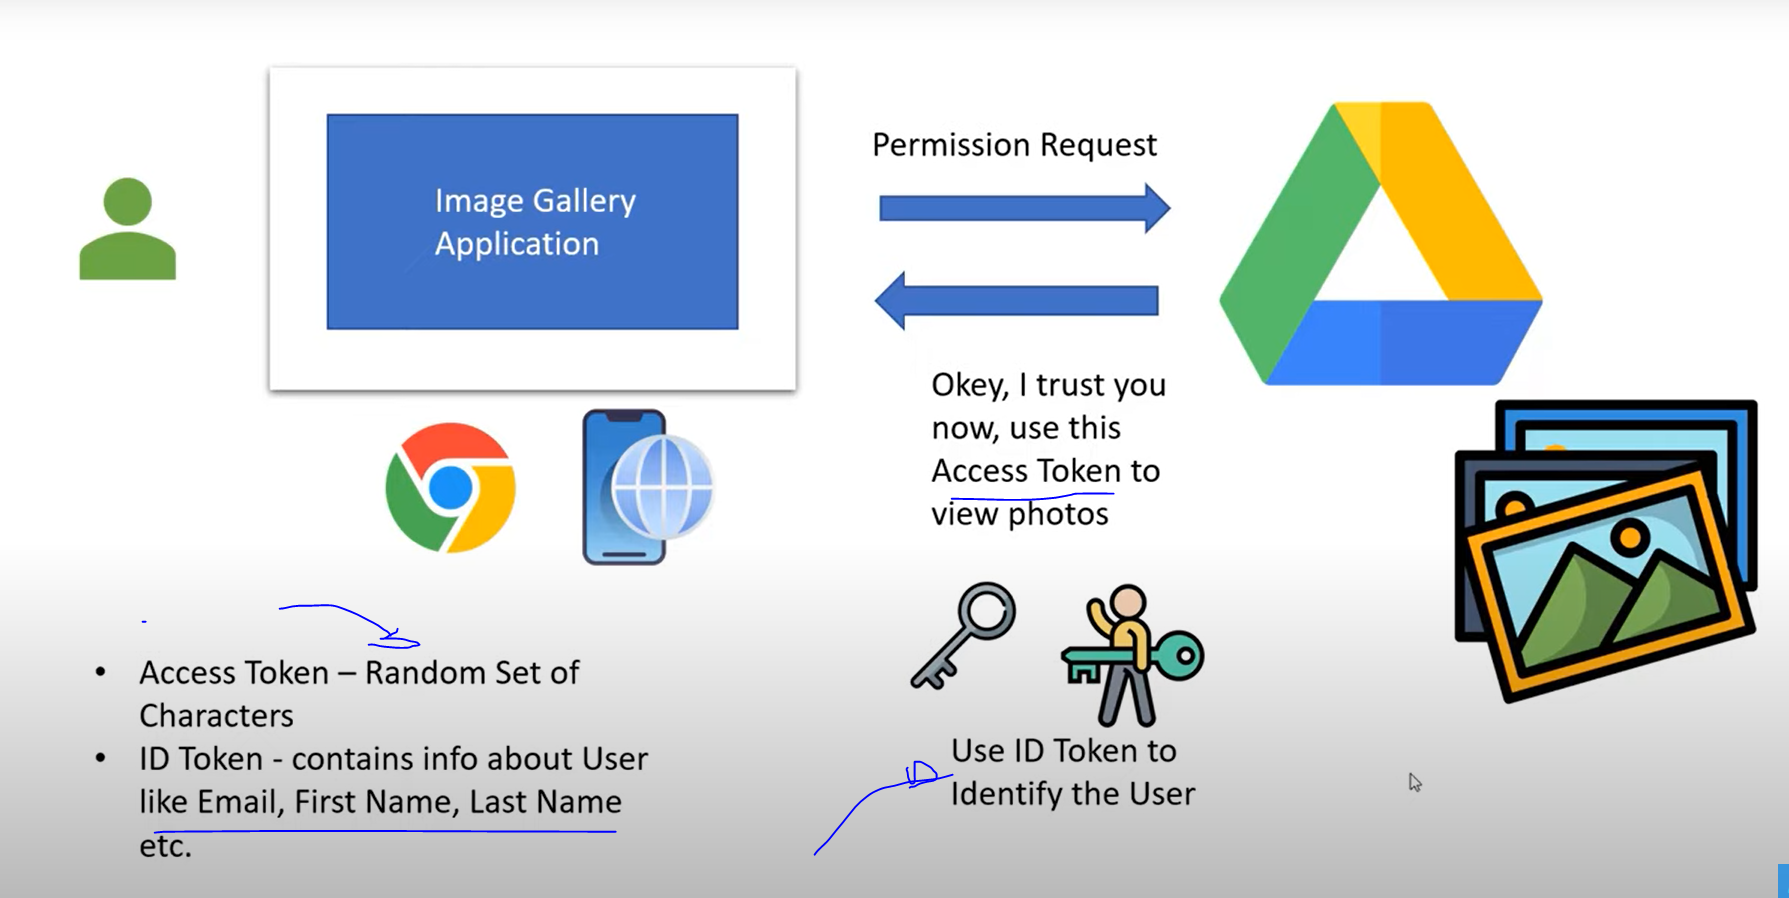 Image Gallery
Application
Permission Request
Okey, I trust you
now, use this
Access Token to
view photos
Access Token – Random Set of
Characters
ID Token - contains info about User
like Email, First Name, Last Name
etc.
Use ID Token to
Identify the User